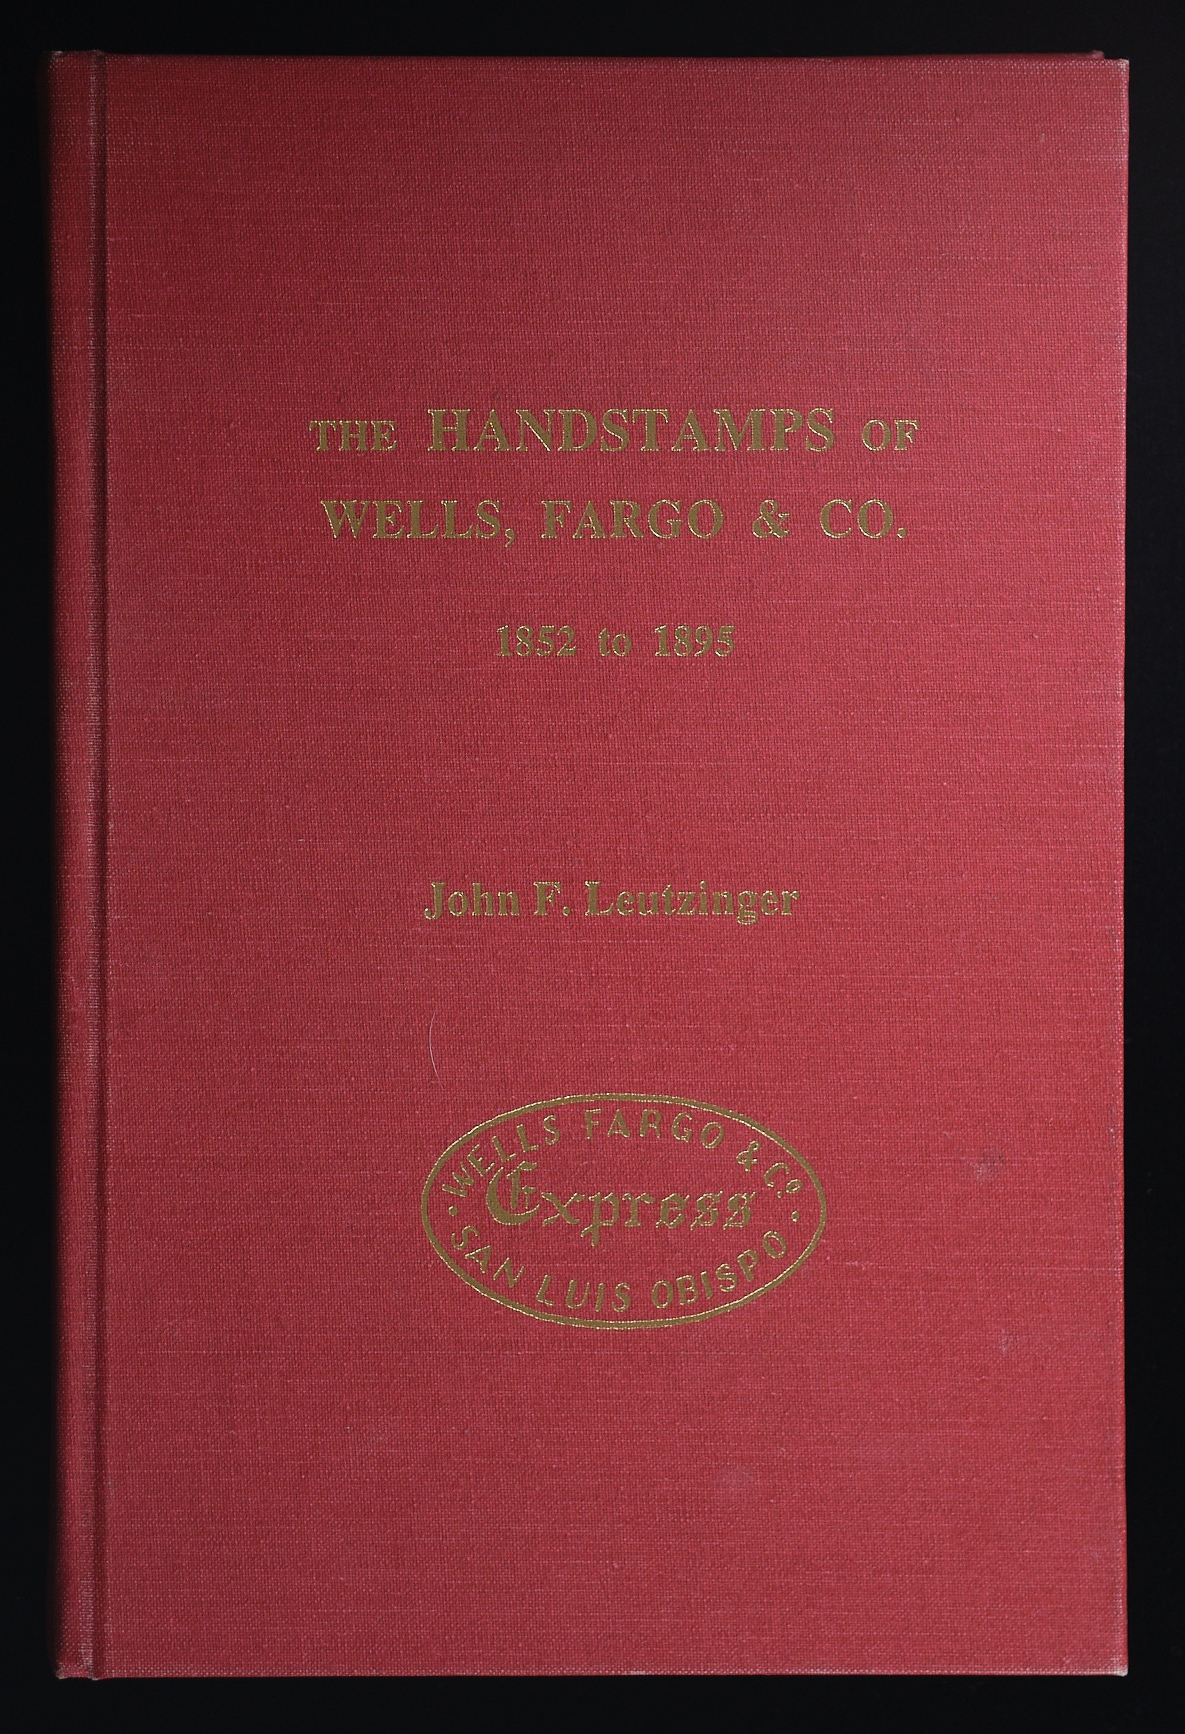 THE HANDSTAMPS OF
WELLS, FARGO & CO.
1852 to 1895
John F. Leutzinger
· WELLS FARGO & Co. ·
Express
SAN LUIS OBISPO